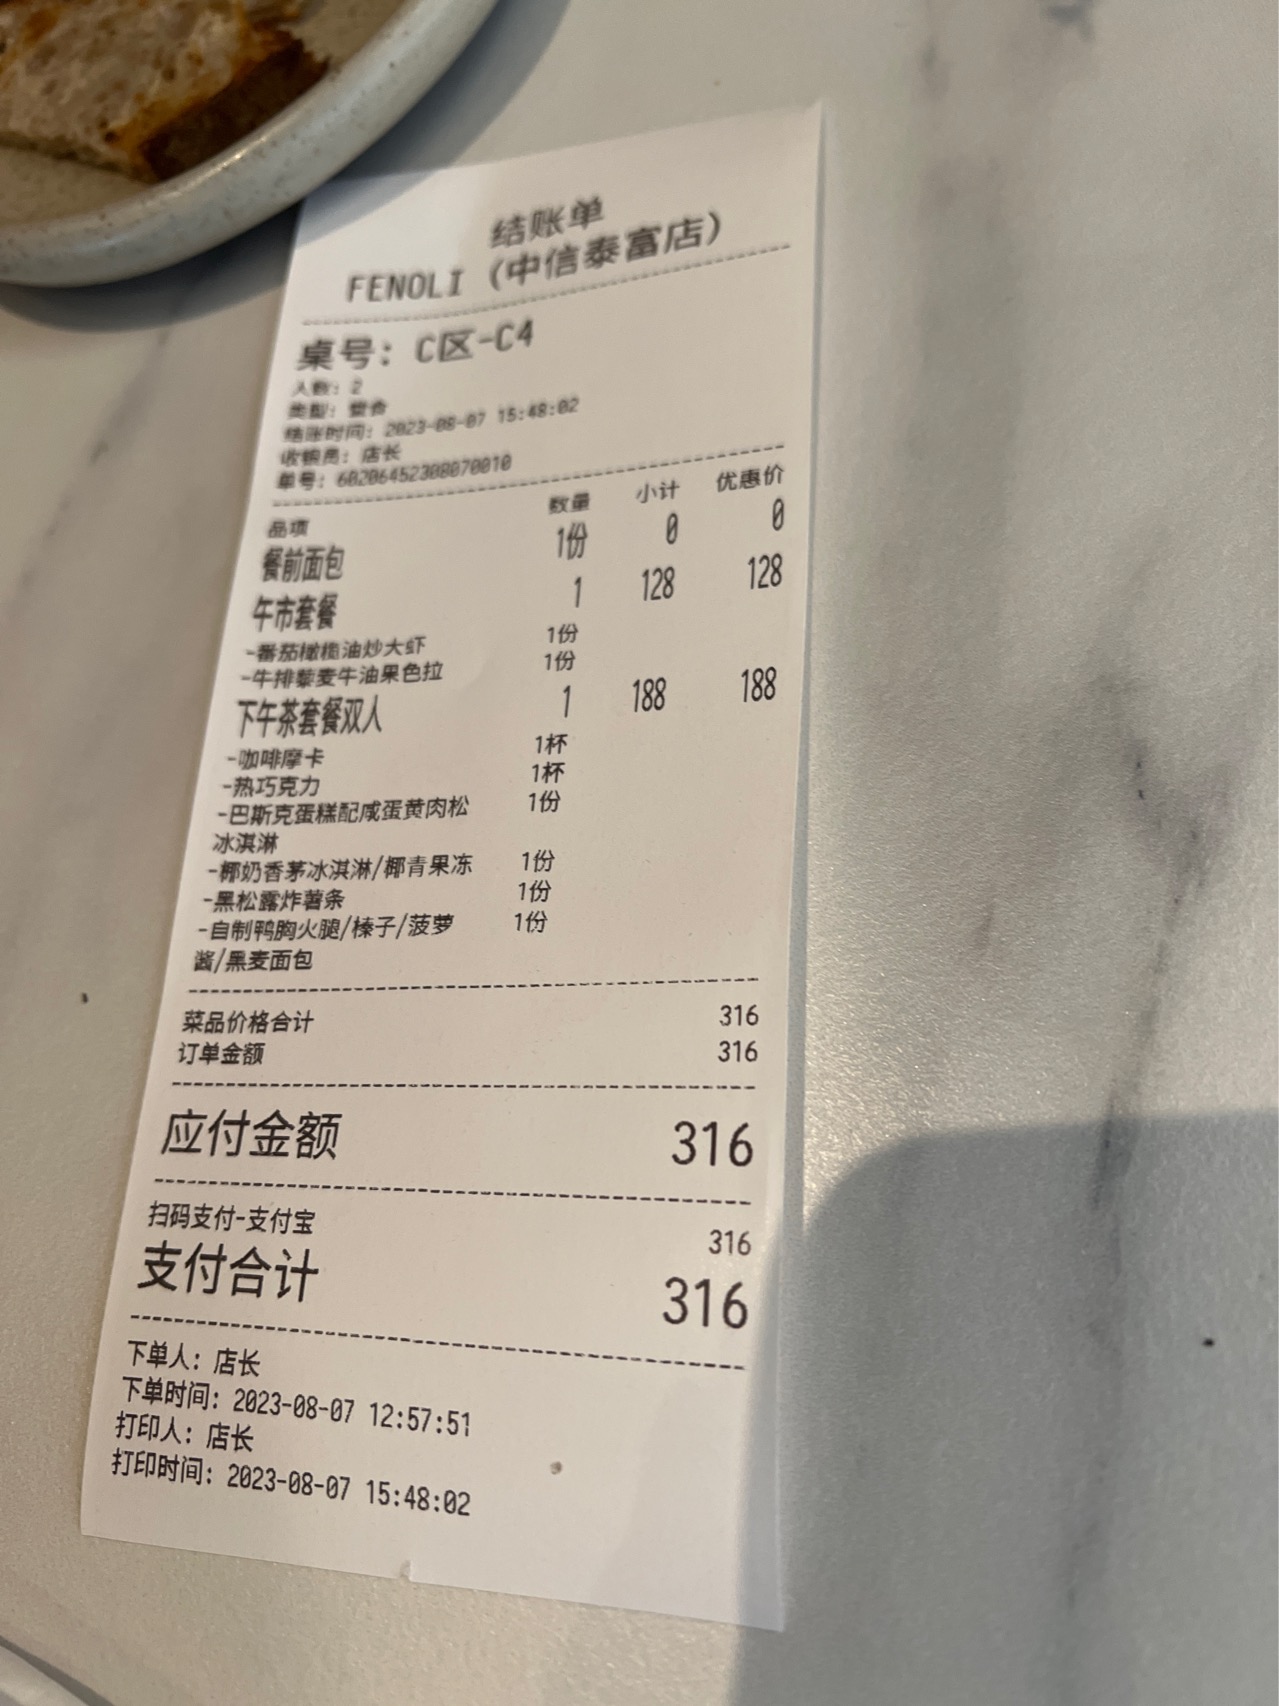 结账单
FENOLI (中信泰富店)
桌号: C区-C4
人数: 2
类型: 堂食
结账时间: 2023-08-07 15:48:02
收银员: 店长
单号: 60206452308070010
品项 数量 小计 优惠价
餐前面包 1份 0 0
午市套餐 1 128 128
-番茄橄榄油炒大虾 1份
-牛排藜麦牛油果色拉 1份
下午茶套餐双人 1 188 188
-咖啡摩卡 1杯
-热巧克力 1杯
-巴斯克蛋糕配咸蛋黄肉松 1份
冰淇淋
-椰奶香茅冰淇淋/椰青果冻 1份
-黑松露炸薯条 1份
-自制鸭胸火腿/榛子/菠萝 1份
酱/黑麦面包
菜品价格合计 316
订单金额 316
应付金额 316
扫码支付-支付宝 316
支付合计 316
下单人: 店长
下单时间: 2023-08-07 12:57:51
打印人: 店长
打印时间: 2023-08-07 15:48:02